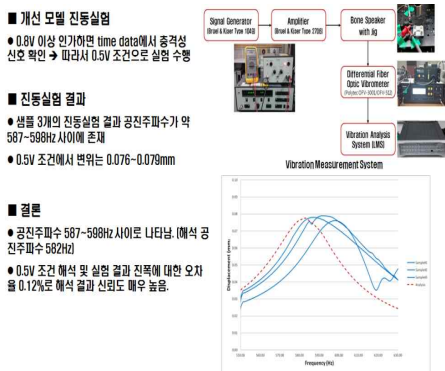 ■ 개선 모델 진동실험
● 0.8V 이상 인가하면 time data에서 충격성
신호 확인 → 따라서 0.5V 조건으로 실험 수행
■ 진동실험 결과
● 샘플 3개의 진동실험 결과 공진주파수가 약
587~598Hz 사이에 존재
● 0.5V 조건에서 변위는 0.076~0.079mm
■ 결론
● 공진주파수 587~598Hz 사이로 나타남. (해석 공
진주파수 582Hz)
● 0.5V 조건 해석 및 실험 결과 진폭에 대한 오차
율 0.12%로 해석 결과 신뢰도 매우 높음.
Signal Generator
(Bruel & Kjaer Type 1049)
Amplifier
(Bruel & Kjaer Type 2706)
Bone Speaker
with Jig
Differential Fiber
Optic Vibrometer
Vibration Analysis
System (LMS)
Vibration Measurement System
Displacement (mm)
Frequency (Hz)